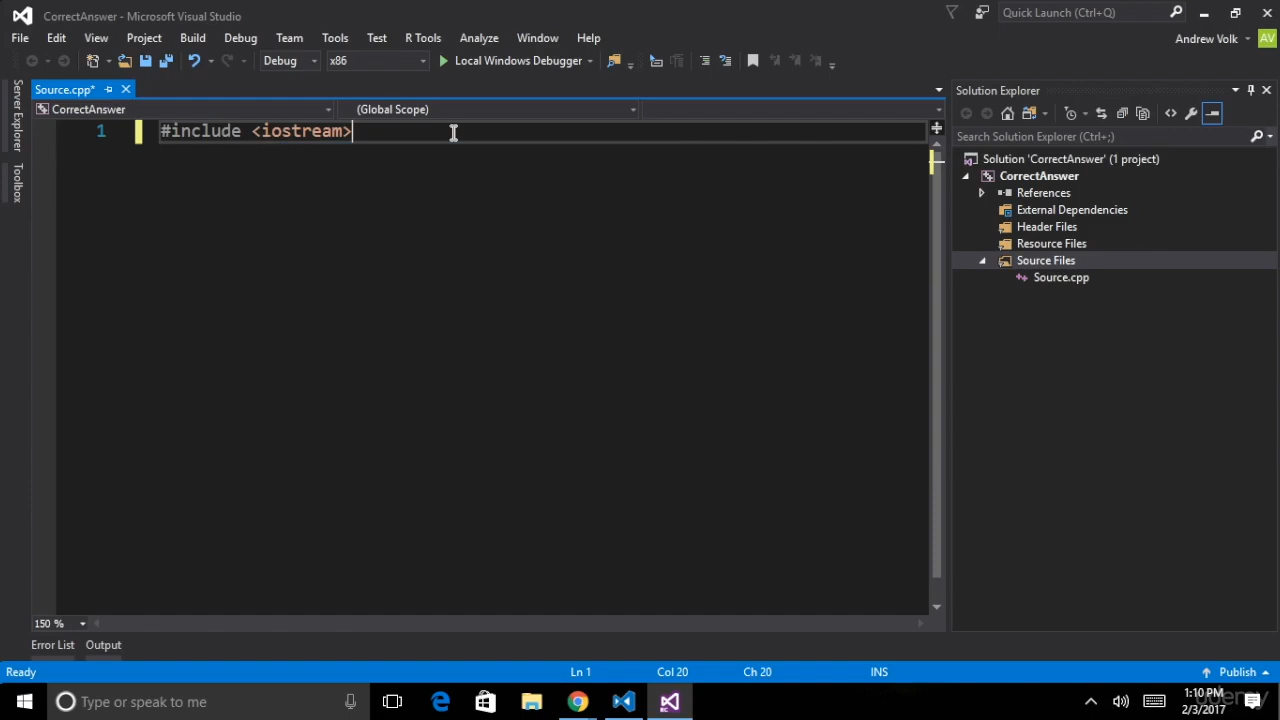 CorrectAnswer - Microsoft Visual Studio
Quick Launch (Ctrl+Q)
File Edit View Project Build Debug Team Tools Test R Tools Analyze Window Help
Andrew Volk AV
Debug x86 Local Windows Debugger
Source.cpp*
Solution Explorer
CorrectAnswer (Global Scope)
Search Solution Explorer (Ctrl+;)
Server Explorer
Toolbox
1 #include <iostream>
Solution 'CorrectAnswer' (1 project)
CorrectAnswer
References
External Dependencies
Header Files
Resource Files
Source Files
Source.cpp
150 %
Error List Output
Ready Ln 1 Col 20 Ch 20 INS Publish
Type or speak to me
1:10 PM
2/3/2017
udemy